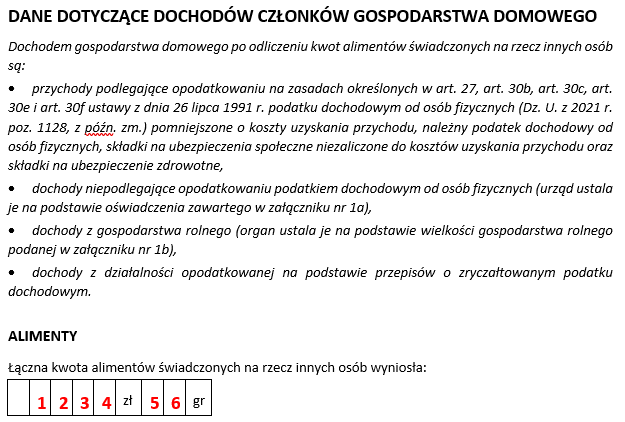 DANE DOTYCZĄCE DOCHODÓW CZŁONKÓW GOSPODARSTWA DOMOWEGO
Dochodem gospodarstwa domowego po odliczeniu kwot alimentów świadczonych na rzecz innych osób
są:
• przychody podlegające opodatkowaniu na zasadach określonych w art. 27, art. 30b, art. 30c, art.
30e i art. 30f ustawy z dnia 26 lipca 1991 r. podatku dochodowym od osób fizycznych (Dz. U. z 2021 r.
poz. 1128, z późn. zm.) pomniejszone o koszty uzyskania przychodu, należny podatek dochodowy od
osób fizycznych, składki na ubezpieczenia społeczne niezaliczone do kosztów uzyskania przychodu oraz
składki na ubezpieczenie zdrowotne,
• dochody niepodlegające opodatkowaniu podatkiem dochodowym od osób fizycznych (urząd ustala
je na podstawie oświadczenia zawartego w załączniku nr 1a),
• dochody z gospodarstwa rolnego (organ ustala je na podstawie wielkości gospodarstwa rolnego
podanej w załączniku nr 1b),
• dochody z działalności opodatkowanej na podstawie przepisów o zryczałtowanym podatku
dochodowym.
ALIMENTY
Łączna kwota alimentów świadczonych na rzecz innych osób wyniosła:
1 2 3 4 zł 5 6 gr